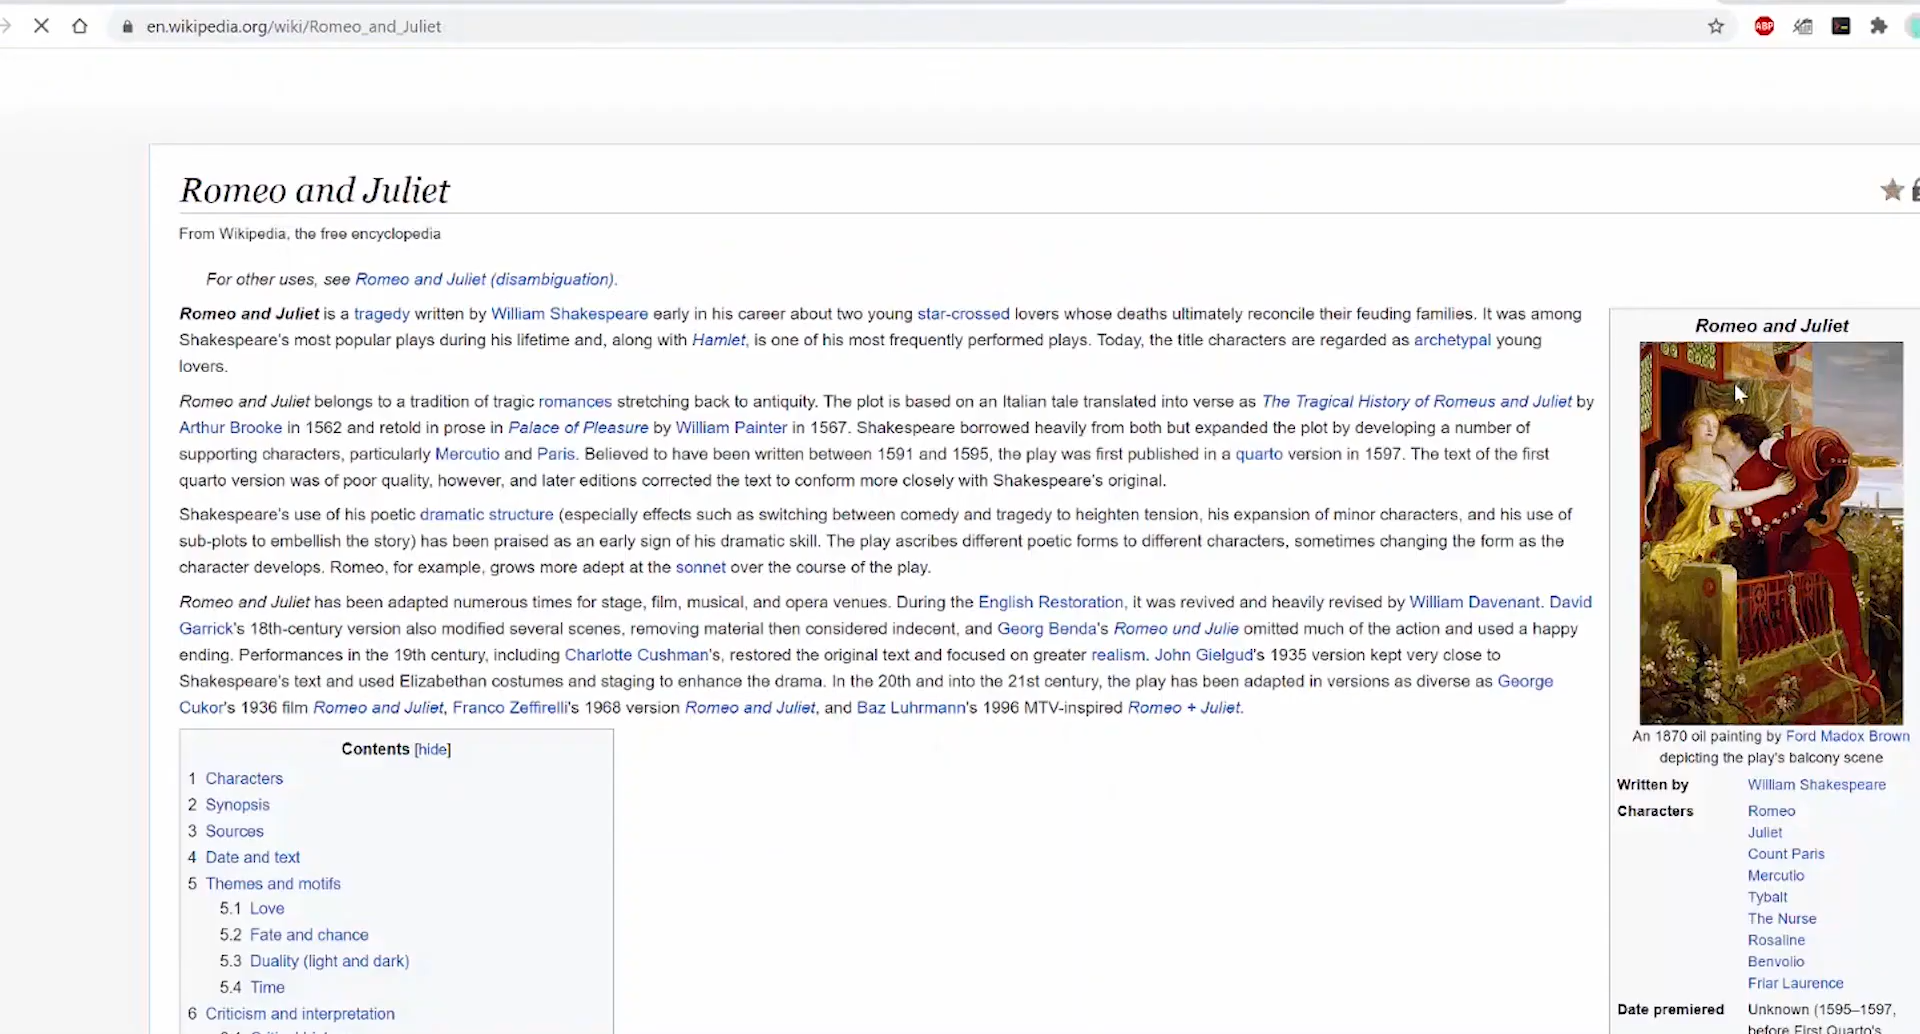 en.wikipedia.org/wiki/Romeo_and_Juliet
ABP
Romeo and Juliet
From Wikipedia, the free encyclopedia
For other uses, see Romeo and Juliet (disambiguation).
Romeo and Juliet is a tragedy written by William Shakespeare early in his career about two young star-crossed lovers whose deaths ultimately reconcile their feuding families. It was among
Shakespeare's most popular plays during his lifetime and, along with Hamlet, is one of his most frequently performed plays. Today, the title characters are regarded as archetypal young
lovers.
Romeo and Juliet belongs to a tradition of tragic romances stretching back to antiquity. The plot is based on an Italian tale translated into verse as The Tragical History of Romeus and Juliet by
Arthur Brooke in 1562 and retold in prose in Palace of Pleasure by William Painter in 1567. Shakespeare borrowed heavily from both but expanded the plot by developing a number of
supporting characters, particularly Mercutio and Paris. Believed to have been written between 1591 and 1595, the play was first published in a quarto version in 1597. The text of the first
quarto version was of poor quality, however, and later editions corrected the text to conform more closely with Shakespeare's original.
Shakespeare's use of his poetic dramatic structure (especially effects such as switching between comedy and tragedy to heighten tension, his expansion of minor characters, and his use of
sub-plots to embellish the story) has been praised as an early sign of his dramatic skill. The play ascribes different poetic forms to different characters, sometimes changing the form as the
character develops. Romeo, for example, grows more adept at the sonnet over the course of the play.
Romeo and Juliet has been adapted numerous times for stage, film, musical, and opera venues. During the English Restoration, it was revived and heavily revised by William Davenant. David
Garrick's 18th-century version also modified several scenes, removing material then considered indecent, and Georg Benda's Romeo und Julie omitted much of the action and used a happy
ending. Performances in the 19th century, including Charlotte Cushman's, restored the original text and focused on greater realism. John Gielgud's 1935 version kept very close to
Shakespeare's text and used Elizabethan costumes and staging to enhance the drama. In the 20th and into the 21st century, the play has been adapted in versions as diverse as George
Cukor's 1936 film Romeo and Juliet, Franco Zeffirelli's 1968 version Romeo and Juliet, and Baz Luhrmann's 1996 MTV-inspired Romeo + Juliet.
Contents [hide]
1 Characters
2 Synopsis
3 Sources
4 Date and text
5 Themes and motifs
5.1 Love
5.2 Fate and chance
5.3 Duality (light and dark)
5.4 Time
6 Criticism and interpretation
Romeo and Juliet
An 1870 oil painting by Ford Madox Brown
depicting the play's balcony scene
Written by William Shakespeare
Characters Romeo
Juliet
Count Paris
Mercutio
Tybalt
The Nurse
Rosaline
Benvolio
Friar Laurence
Date premiered Unknown (1595–1597,
before First Quarto's